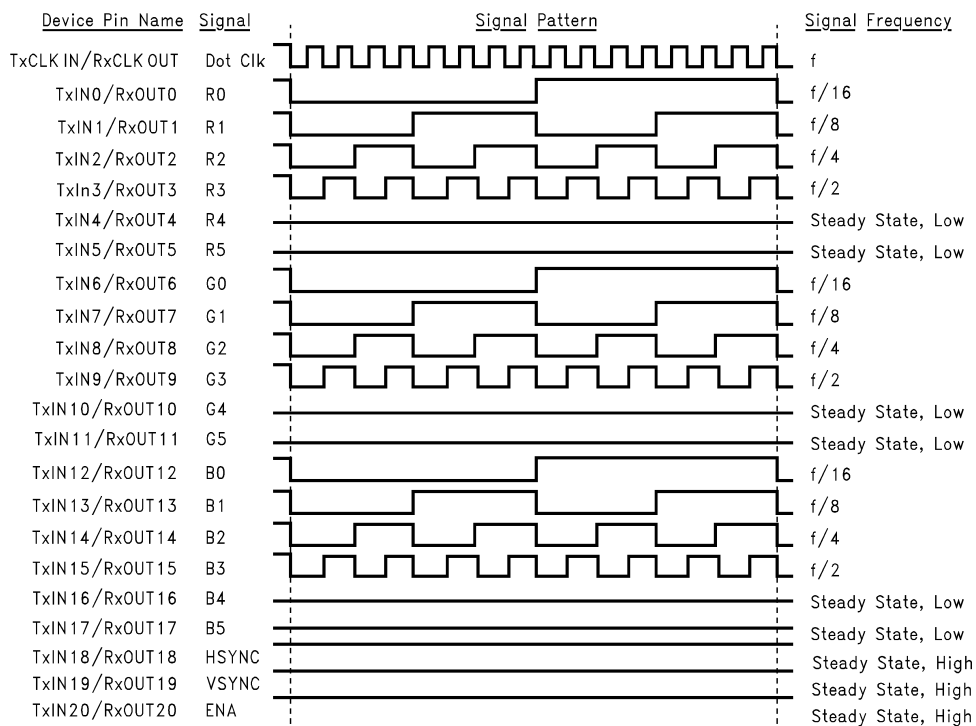 Device Pin Name Signal Signal Pattern Signal Frequency
TxCLK IN/RxCLK OUT Dot Clk f
TxIN0/RxOUT0 R0 f/16
TxIN1/RxOUT1 R1 f/8
TxIN2/RxOUT2 R2 f/4
TxIn3/RxOUT3 R3 f/2
TxIN4/RxOUT4 R4 Steady State, Low
TxIN5/RxOUT5 R5 Steady State, Low
TxIN6/RxOUT6 G0 f/16
TxIN7/RxOUT7 G1 f/8
TxIN8/RxOUT8 G2 f/4
TxIN9/RxOUT9 G3 f/2
TxIN10/RxOUT10 G4 Steady State, Low
TxIN11/RxOUT11 G5 Steady State, Low
TxIN12/RxOUT12 B0 f/16
TxIN13/RxOUT13 B1 f/8
TxIN14/RxOUT14 B2 f/4
TxIN15/RxOUT15 B3 f/2
TxIN16/RxOUT16 B4 Steady State, Low
TxIN17/RxOUT17 B5 Steady State, Low
TxIN18/RxOUT18 HSYNC Steady State, High
TxIN19/RxOUT19 VSYNC Steady State, High
TxIN20/RxOUT20 ENA Steady State, High